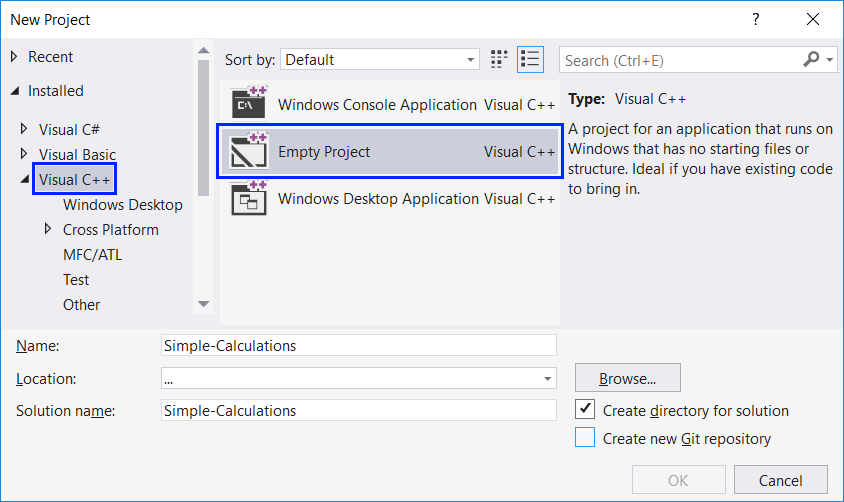 New Project
?
Recent
Installed
Visual C#
Visual Basic
Visual C++
Windows Desktop
Cross Platform
MFC/ATL
Test
Other
Sort by: Default
Windows Console Application Visual C++
Empty Project Visual C++
Windows Desktop Application Visual C++
Search (Ctrl+E)
Type: Visual C++
A project for an application that runs on
Windows that has no starting files or
structure. Ideal if you have existing code
to bring in.
Name: Simple-Calculations
Location: ...
Browse...
Solution name: Simple-Calculations
Create directory for solution
Create new Git repository
OK
Cancel